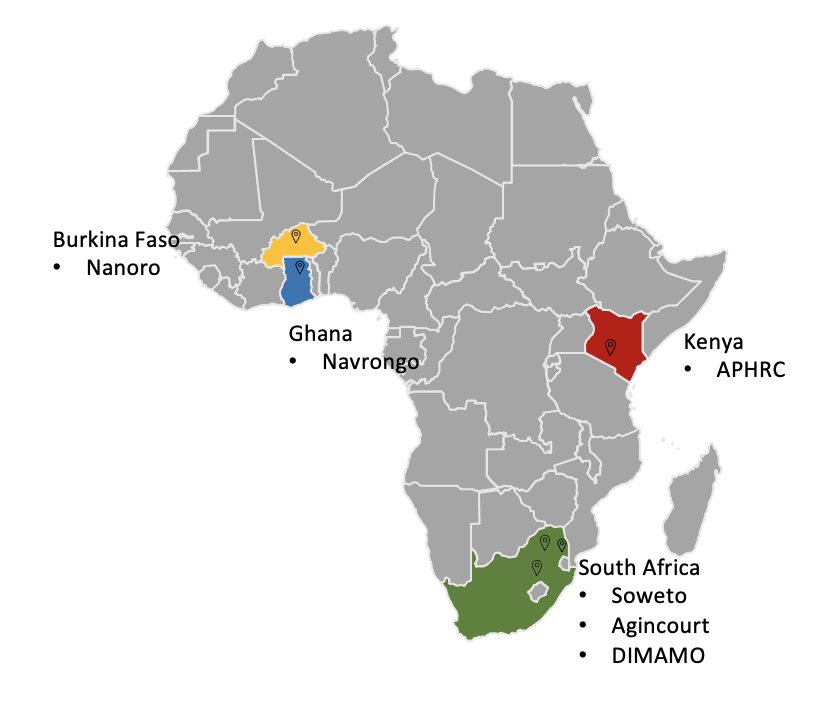 Burkina Faso
• Nanoro
Ghana
• Navrongo
Kenya
• APHRC
South Africa
• Soweto
• Agincourt
• DIMAMO